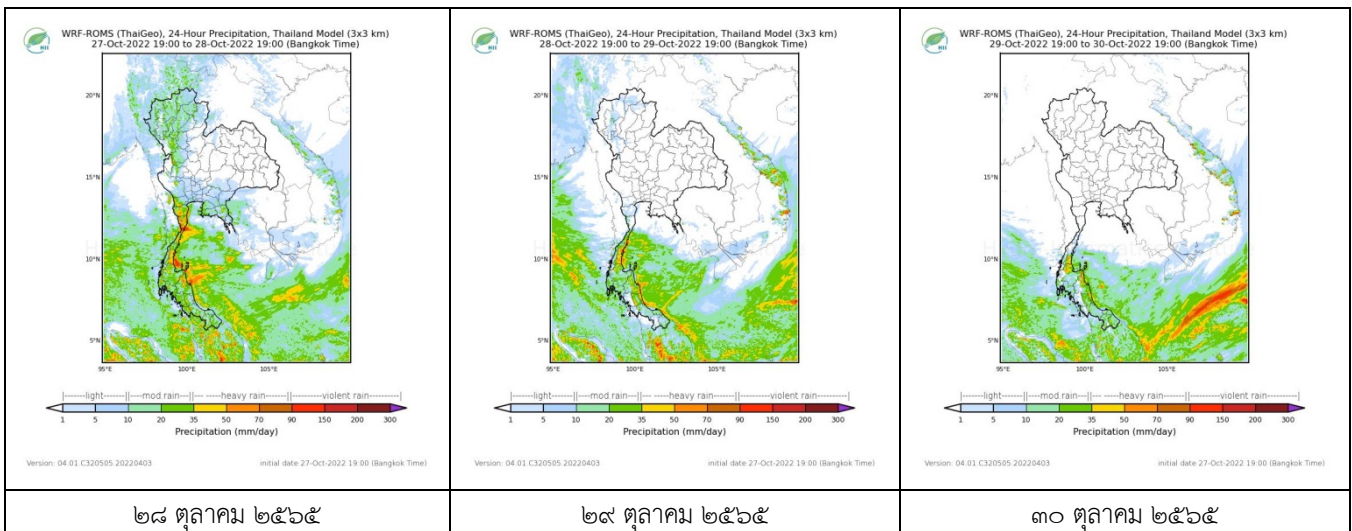 WRF-ROMS (ThaiGeo), 24-Hour Precipitation, Thailand Model (3x3 km)
27-Oct-2022 19:00 to 28-Oct-2022 19:00 (Bangkok Time)
HII
20°N
15°N
10°N
5°N
95°E 100°E 105°E
|-------light-----||---mod rain---||--- --heavy rain---||--------violent rain-------|
1 5 10 20 35 50 70 90 150 200 300
Precipitation (mm/day)
Version: 04.01.C320505.20220403 initial date 27-Oct-2022 19:00 (Bangkok Time)
๒๘ ตุลาคม ๒๕๖๕
WRF-ROMS (ThaiGeo), 24-Hour Precipitation, Thailand Model (3x3 km)
28-Oct-2022 19:00 to 29-Oct-2022 19:00 (Bangkok Time)
HII
20°N
15°N
10°N
5°N
95°E 100°E 105°E
|-------light-----||---mod rain---||--- --heavy rain---||--------violent rain-------|
1 5 10 20 35 50 70 90 150 200 300
Precipitation (mm/day)
Version: 04.01.C320505.20220403 initial date 27-Oct-2022 19:00 (Bangkok Time)
๒๙ ตุลาคม ๒๕๖๕
WRF-ROMS (ThaiGeo), 24-Hour Precipitation, Thailand Model (3x3 km)
29-Oct-2022 19:00 to 30-Oct-2022 19:00 (Bangkok Time)
HII
20°N
15°N
10°N
5°N
95°E 100°E 105°E
|-------light-----||---mod rain---||--- --heavy rain---||--------violent rain-------|
1 5 10 20 35 50 70 90 150 200 300
Precipitation (mm/day)
Version: 04.01.C320505.20220403 initial date 27-Oct-2022 19:00 (Bangkok Time)
๓๐ ตุลาคม ๒๕๖๕